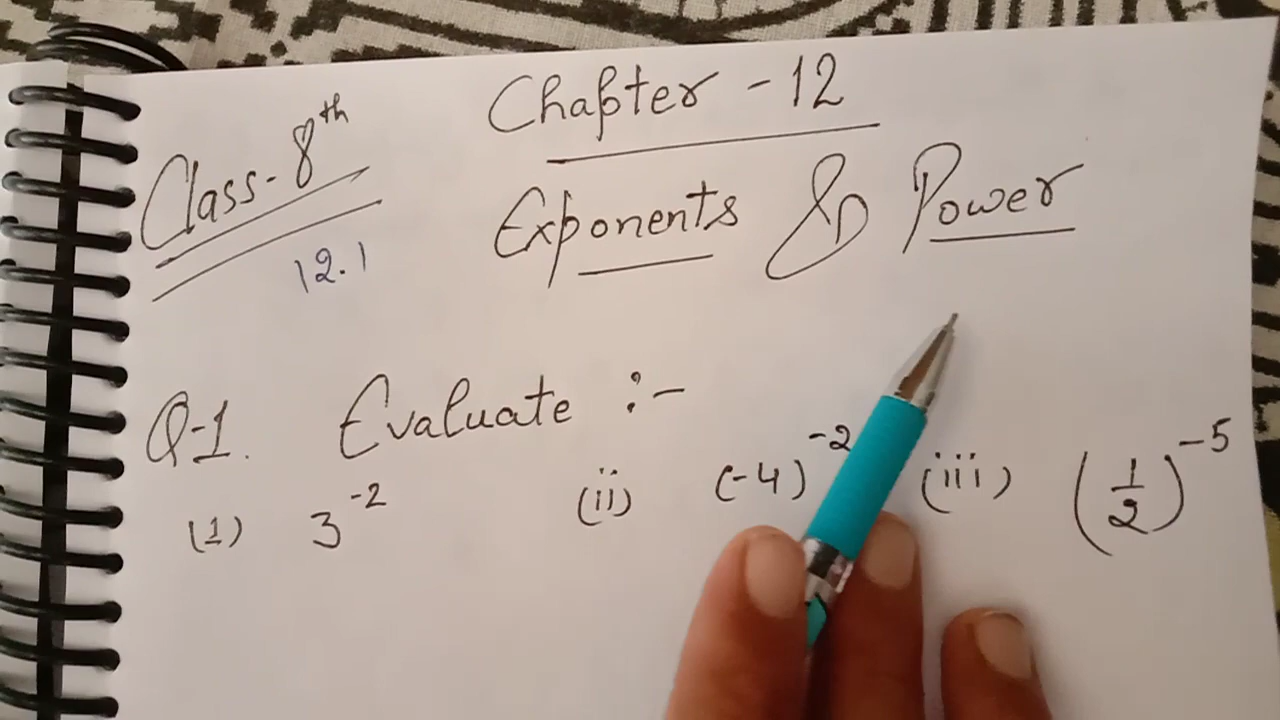 Chapter - 12
Class - 8th
Exponents & Power
12.1
Q-1. Evaluate :-
(1) 3^-2 (ii) (-4)^-2 (iii) (1/2)^-5